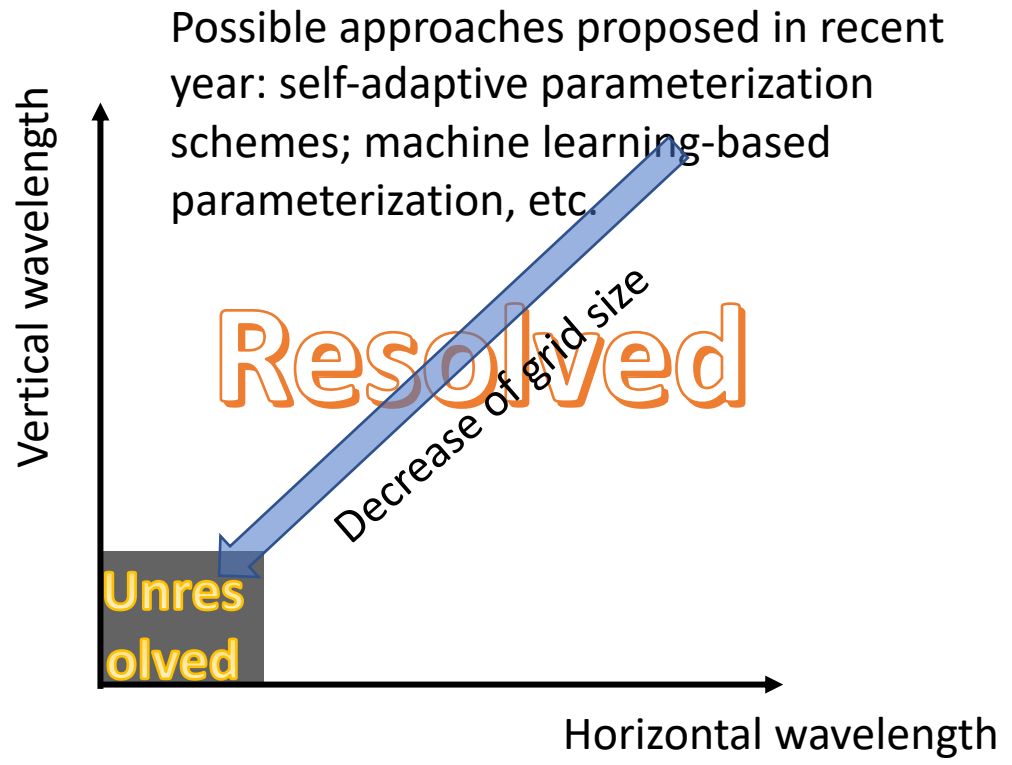 Possible approaches proposed in recent
year: self-adaptive parameterization
schemes; machine learning-based
parameterization, etc.
Vertical wavelength
Resolved
Decrease of grid size
Unres
olved
Horizontal wavelength